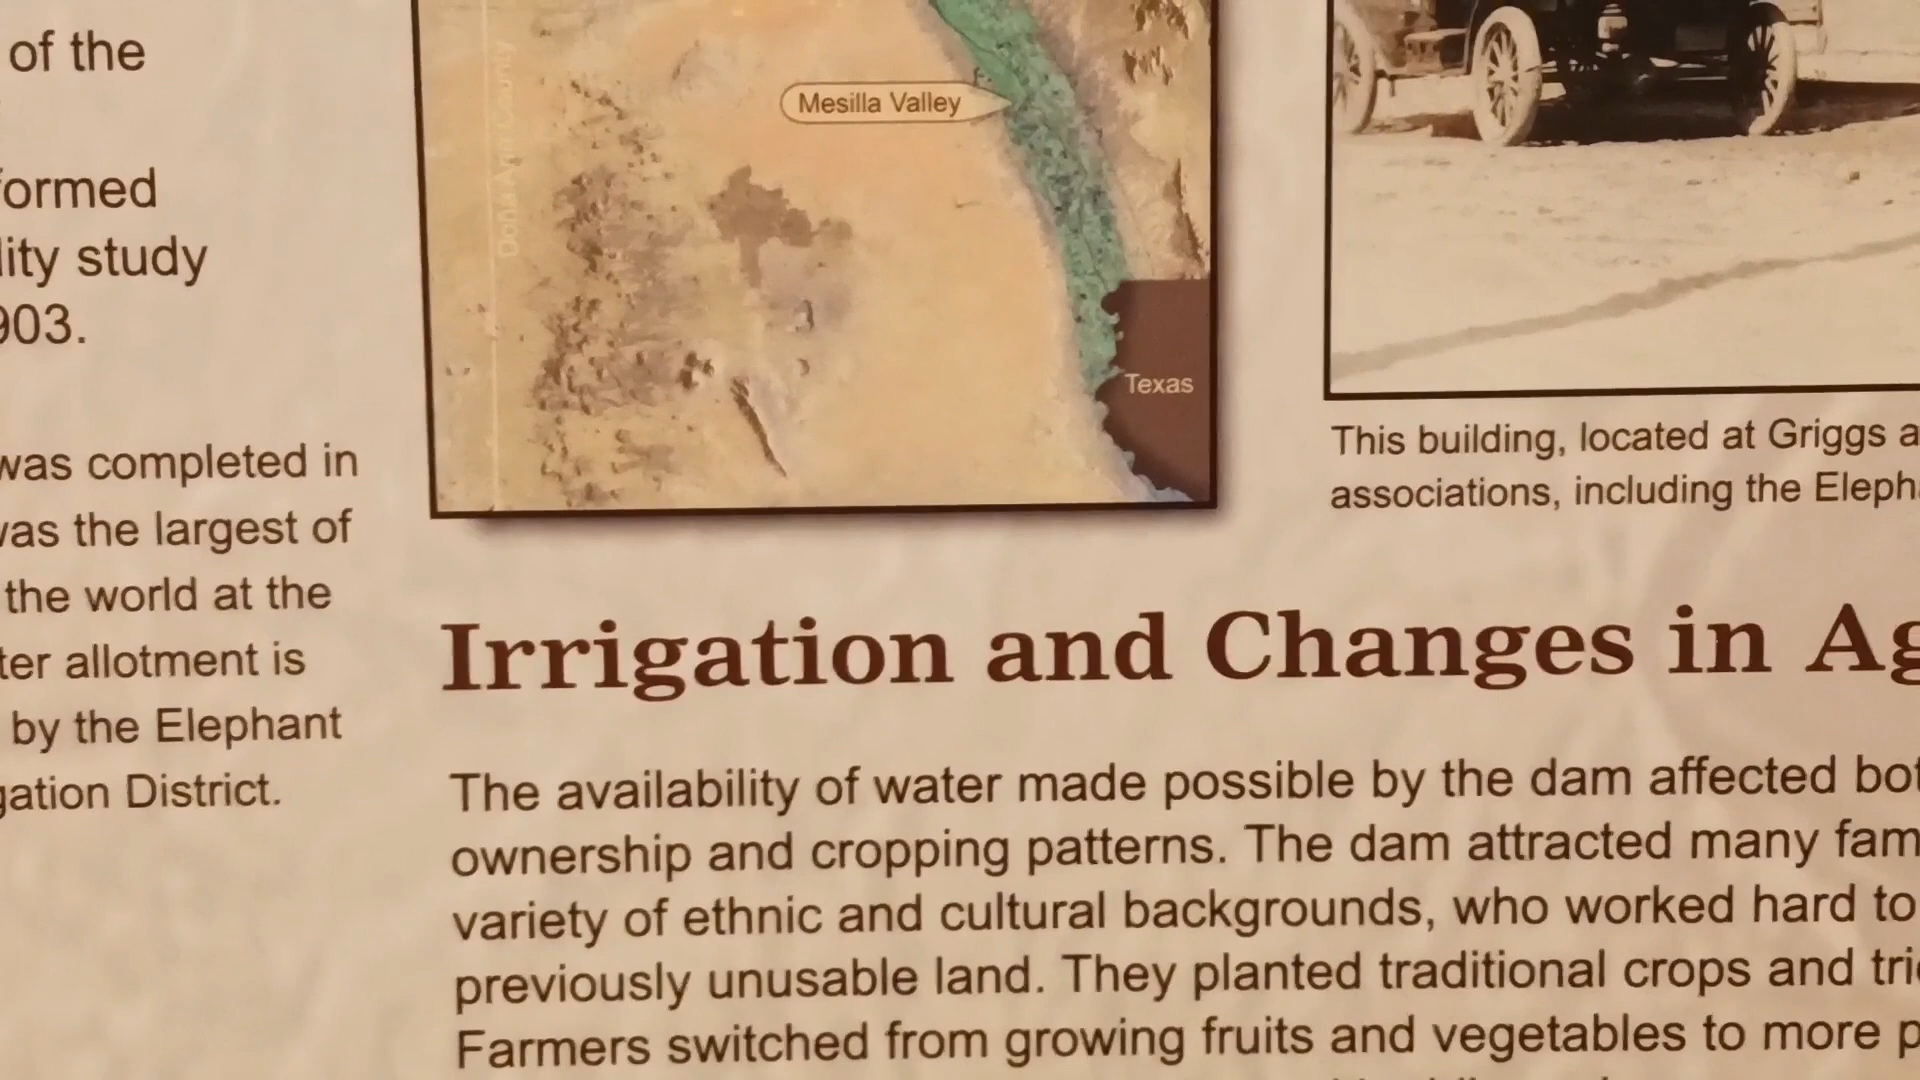 of the
formed
lity study
903.
was completed in
was the largest of
the world at the
ter allotment is
by the Elephant
gation District.
Doña Ana County
Mesilla Valley
Texas
This building, located at Griggs a
associations, including the Eleph
Irrigation and Changes in Ag
The availability of water made possible by the dam affected bot
ownership and cropping patterns. The dam attracted many fam
variety of ethnic and cultural backgrounds, who worked hard to
previously unusable land. They planted traditional crops and tri
Farmers switched from growing fruits and vegetables to more p